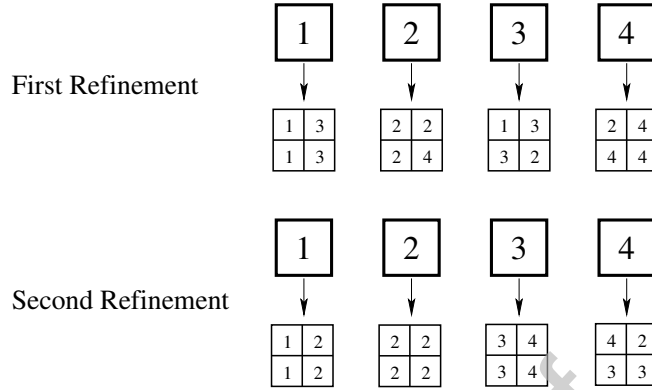 1 2 3 4
First Refinement
1 3 2 2 1 3 2 4
1 3 2 4 3 2 4 4
1 2 3 4
Second Refinement
1 2 2 2 3 4 4 2
1 2 2 2 3 4 3 3